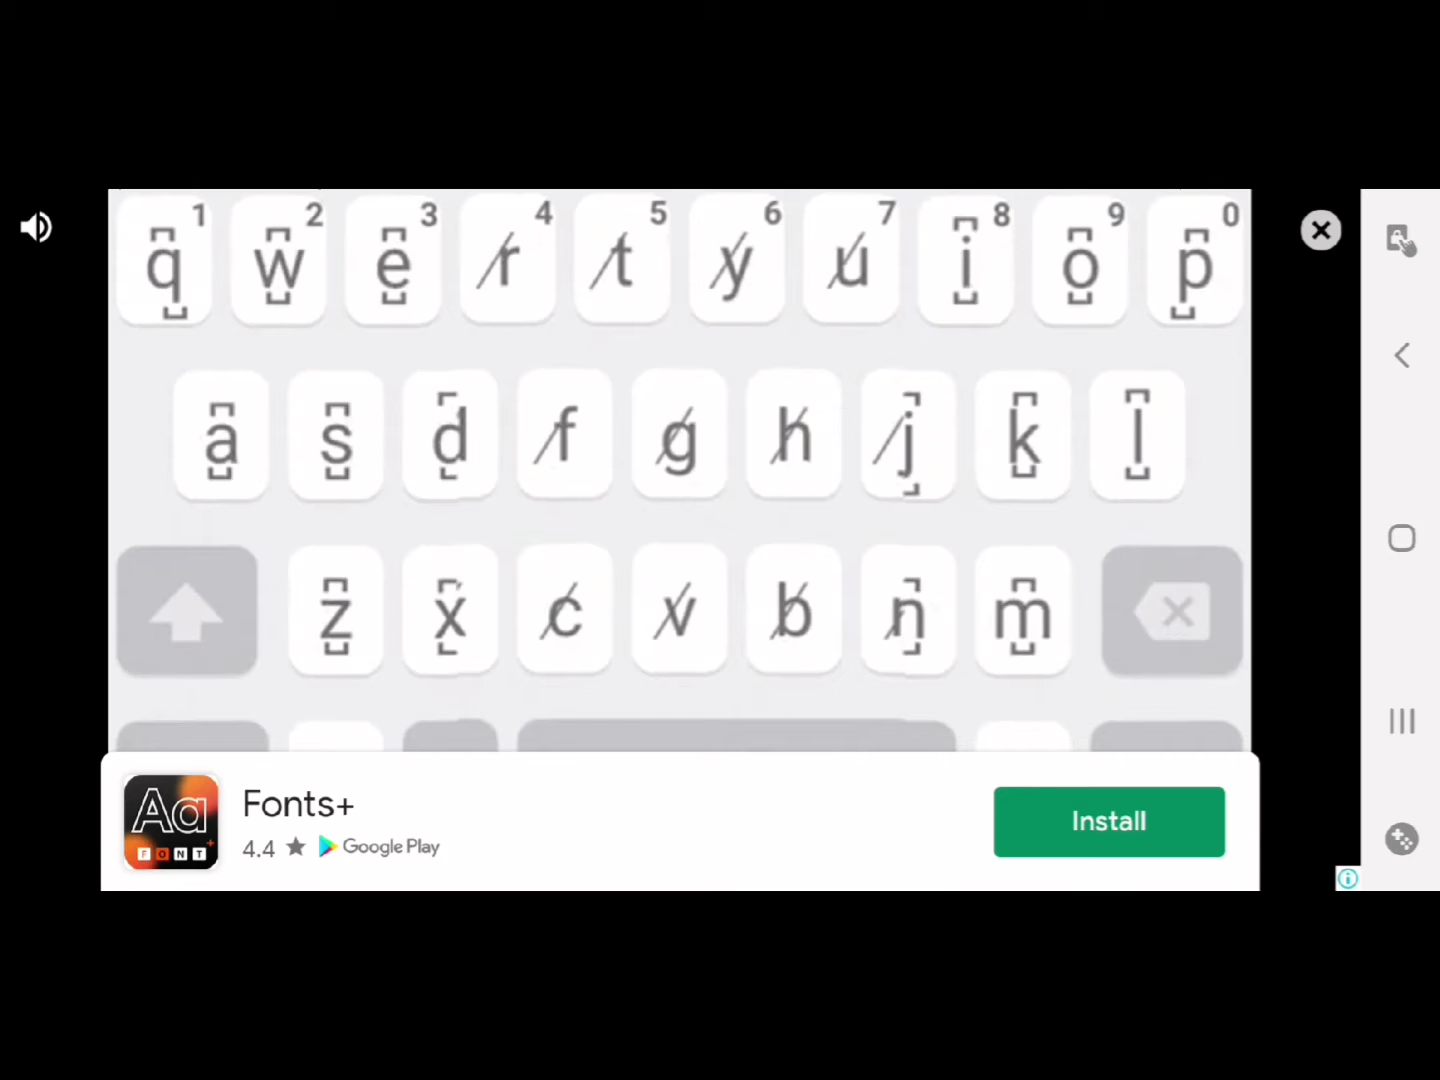 q̺͆ 1 w̺͆ 2 e̺͆ 3 r̸ 4 t̸ 5 y̸ 6 u̸ 7 i̺͆ 8 o̺͆ 9 p̺͆ 0
a̺͆ s̺͆ d̺͆ f̸ g̸ h̸ j̸ k̺͆ l̺͆
z̺͆ x̺͆ c̸ v̸ b̸ n̸ m̺͆
Aa
FONT+
Fonts+
4.4 ★ Google Play
Install